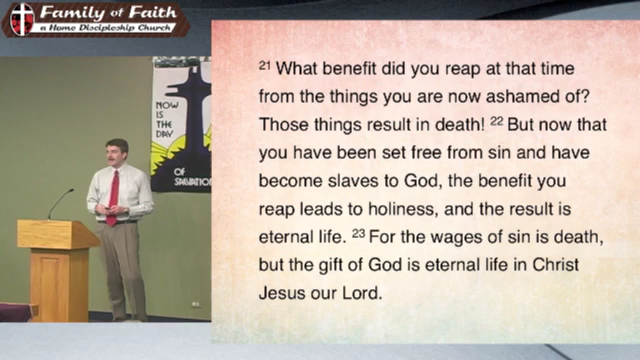 Family of Faith
a Home Discipleship Church
NOW
IS
THE
DAY
OF
SALVATION
21 What benefit did you reap at that time
from the things you are now ashamed of?
Those things result in death! 22 But now that
you have been set free from sin and have
become slaves to God, the benefit you
reap leads to holiness, and the result is
eternal life. 23 For the wages of sin is death,
but the gift of God is eternal life in Christ
Jesus our Lord.